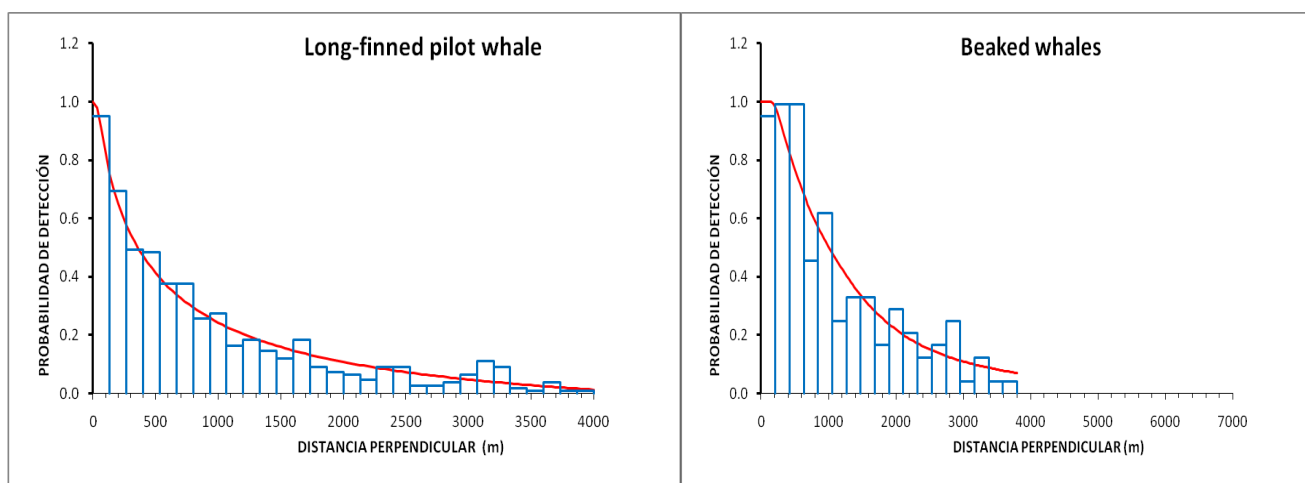 Long-finned pilot whale
1.2
1.0
0.8
0.6
0.4
0.2
0.0
PROBABILIDAD DE DETECCIÓN
0 500 1000 1500 2000 2500 3000 3500 4000
DISTANCIA PERPENDICULAR (m)
Beaked whales
1.2
1.0
0.8
0.6
0.4
0.2
0.0
PROBABILIDAD DE DETECCIÓN
0 1000 2000 3000 4000 5000 6000 7000
DISTANCIA PERPENDICULAR (m)